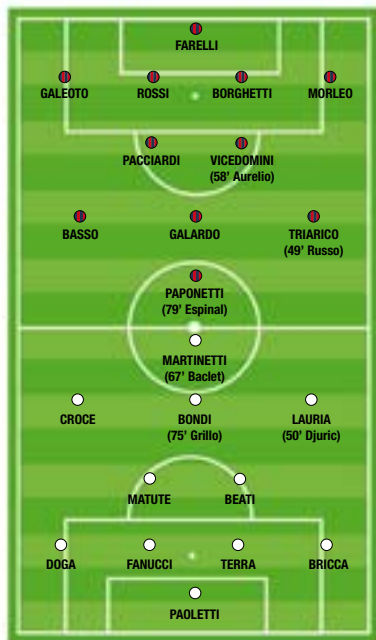 FARELLI
GALEOTO ROSSI BORGHETTI MORLEO
PACCIARDI VICEDOMINI
(58’ Aurelio)
BASSO GALARDO TRIARICO
(49’ Russo)
PAPONETTI
(79’ Espinal)
MARTINETTI
(67’ Baclet)
CROCE BONDI LAURIA
(75’ Grillo) (50’ Djuric)
MATUTE BEATI
DOGA FANUCCI TERRA BRICCA
PAOLETTI